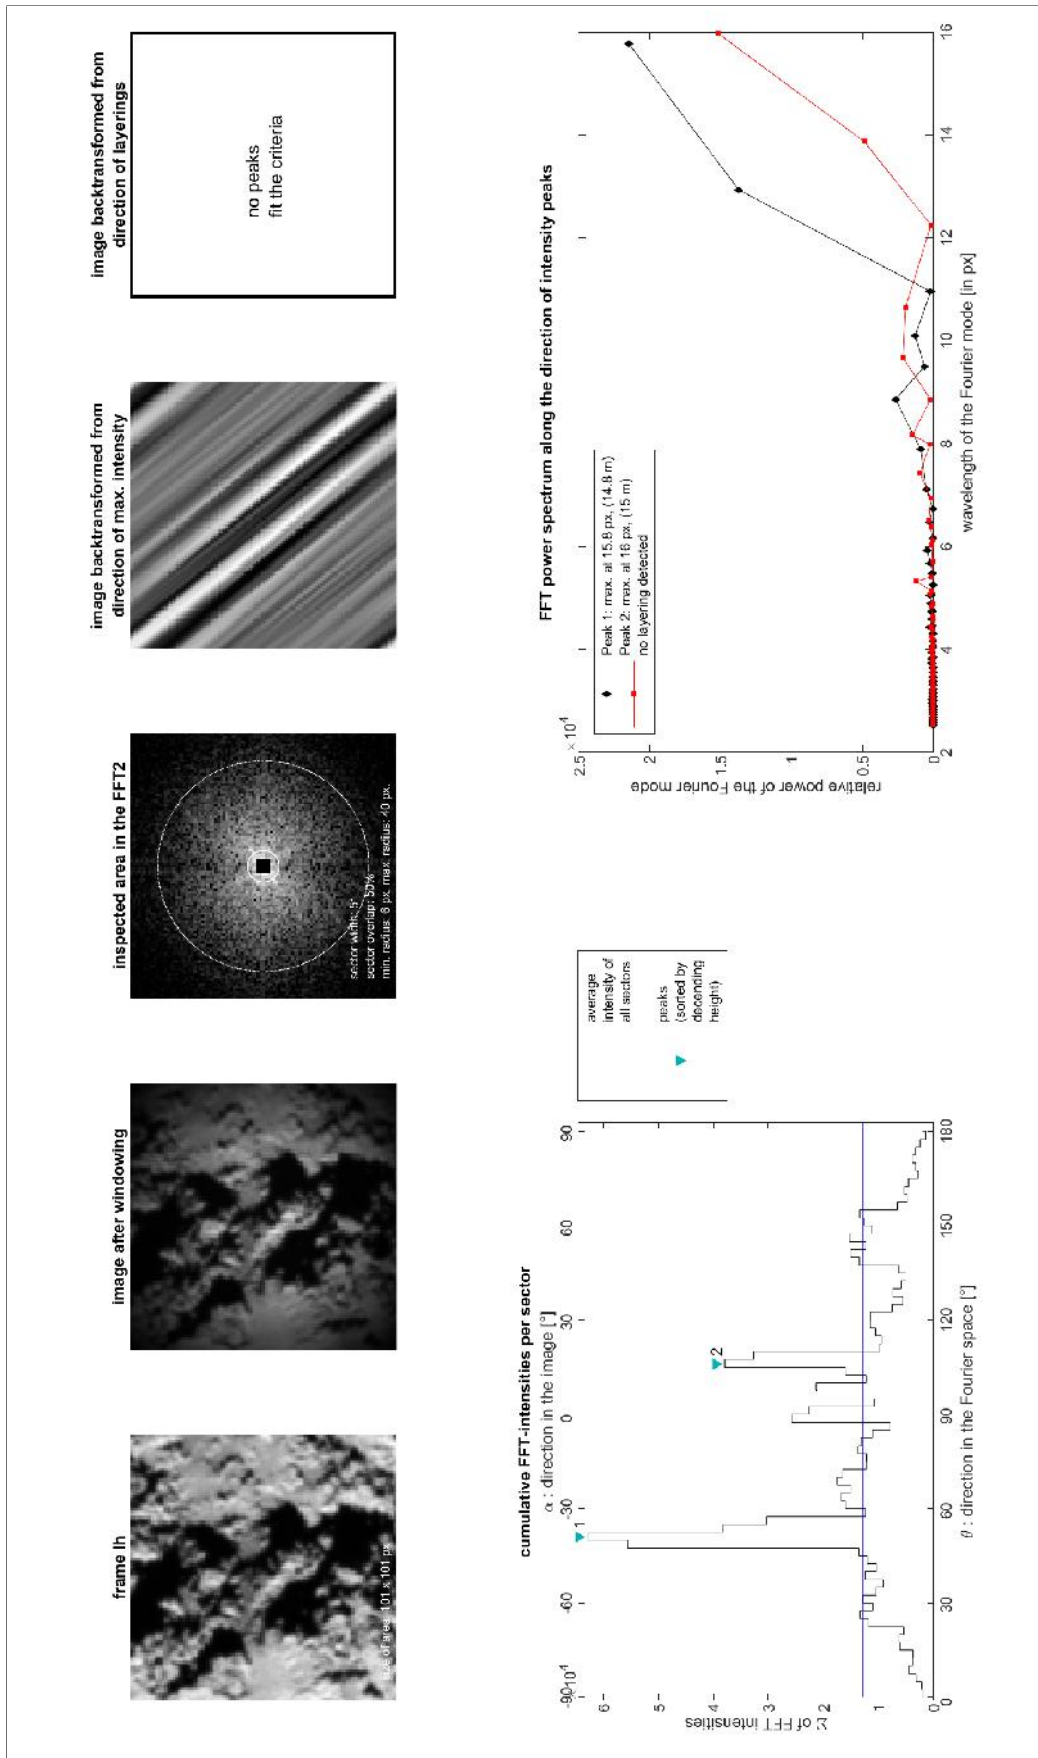 frame Ih
size of area: 101 x 101 px
image after windowing
inspected area in the FFT2
sector width: 5°
sector overlap: 50%
min. radius: 6 px, max. radius: 40 px.
image backtransformed from
direction of max. intensity
image backtransformed from
direction of layerings
no peaks
fit the criteria
cumulative FFT-intensities per sector
α : direction in the image [°]
-90 -60 -30 0 30 60 90
×10⁴
Σ of FFT intensities
0 1 2 3 4 5 6
1
2
0 30 60 90 120 150 180
θ : direction in the Fourier space [°]
average
intensity of
all sectors
peaks
(sorted by
decending
height)
FFT power spectrum along the direction of intensity peaks
×10⁴
relative power of the Fourier mode
0 0.5 1 1.5 2 2.5
Peak 1: max. at 15.8 px, (14.8 m)
Peak 2: max. at 16 px, (15 m)
no layering detected
2 4 6 8 10 12 14 16
wavelength of the Fourier mode [in px]